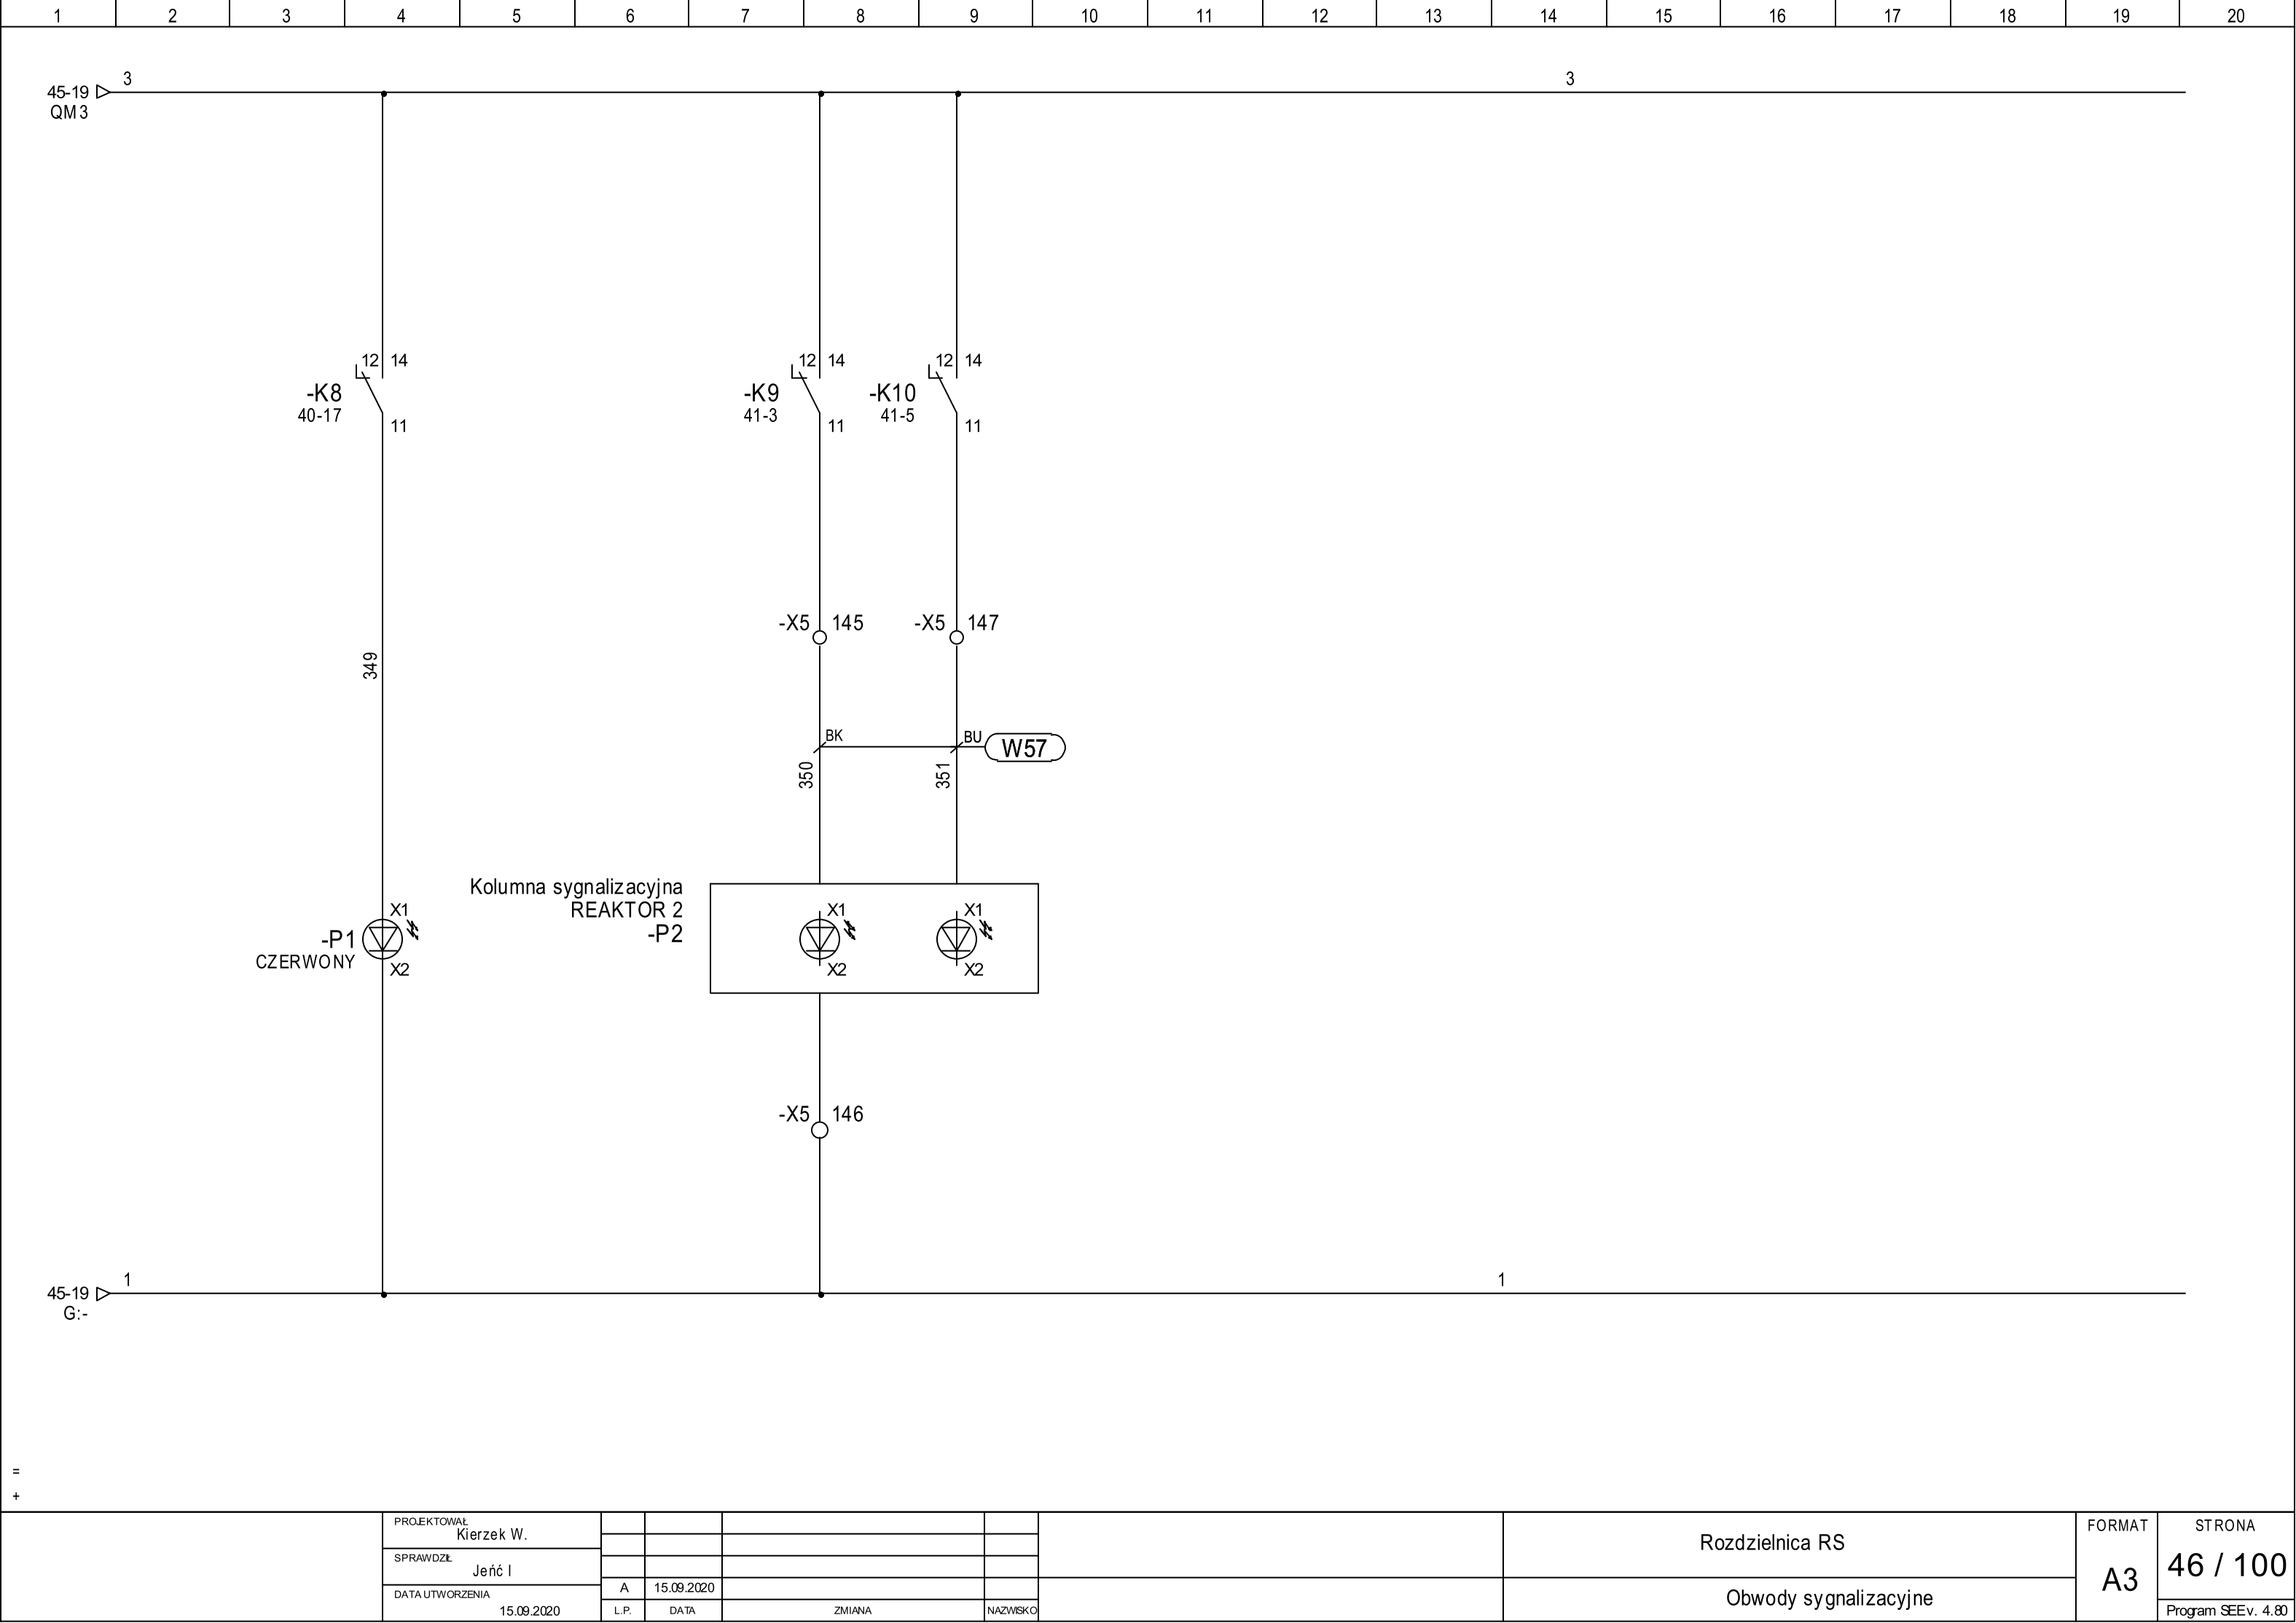 1 2 3 4 5 6 7 8 9 10 11 12 13 14 15 16 17 18 19 20
3 3
45-19
QM3
12 14 12 14 12 14
-K8 -K9 -K10
40-17 41-3 41-5
11 11 11
-X5 145 -X5 147
349
BK BU W57
350 351
Kolumna sygnalizacyjna
REAKTOR 2
-P2
X1 X1 X1
-P1
CZERWONY
X2 X2 X2
-X5 146
1 1
45-19
G:-
=
+
PROJEKTOWAŁ
Kierzek W.
SPRAWDZIŁ
Jeńć I
DATA UTWORZENIA
15.09.2020
A 15.09.2020
L.P. DATA ZMIANA NAZWISKO
Rozdzielnica RS
Obwody sygnalizacyjne
FORMAT
A3
STRONA
46 / 100
Program SEE v. 4.80